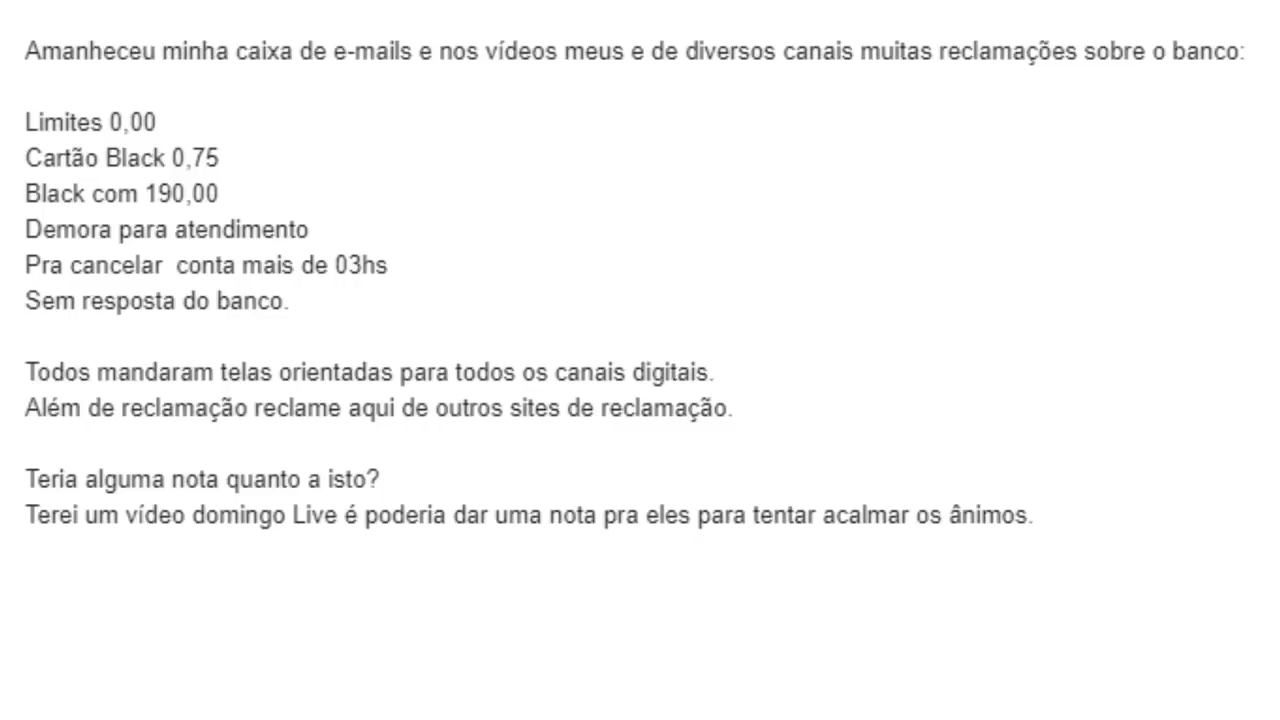 Amanheceu minha caixa de e-mails e nos vídeos meus e de diversos canais muitas reclamações sobre o banco:
Limites 0,00
Cartão Black 0,75
Black com 190,00
Demora para atendimento
Pra cancelar  conta mais de 03hs
Sem resposta do banco.
Todos mandaram telas orientadas para todos os canais digitais.
Além de reclamação reclame aqui de outros sites de reclamação.
Teria alguma nota quanto a isto?
Terei um vídeo domingo Live é poderia dar uma nota pra eles para tentar acalmar os ânimos.